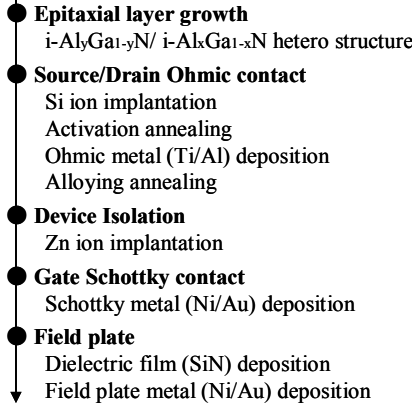 Epitaxial layer growth
i-AlyGa1-yN/ i-AlxGa1-xN hetero structure
Source/Drain Ohmic contact
Si ion implantation
Activation annealing
Ohmic metal (Ti/Al) deposition
Alloying annealing
Device Isolation
Zn ion implantation
Gate Schottky contact
Schottky metal (Ni/Au) deposition
Field plate
Dielectric film (SiN) deposition
Field plate metal (Ni/Au) deposition